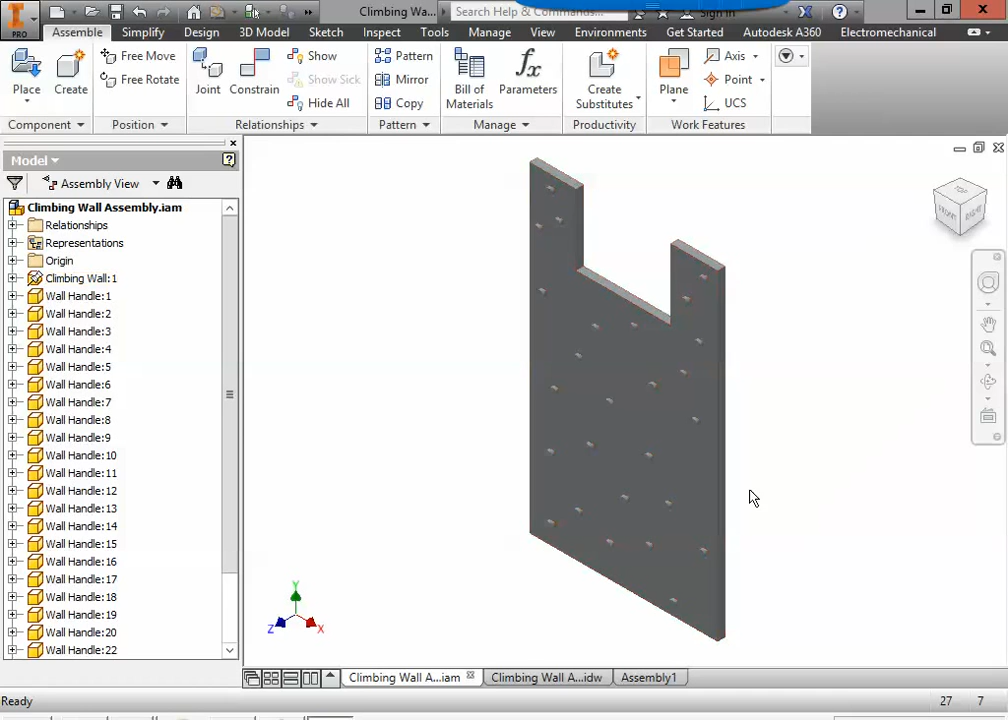 I
PRO
Climbing Wa...
Search Help & Commands...
Sign In
Assemble Simplify Design 3D Model Sketch Inspect Tools Manage View Environments Get Started Autodesk A360 Electromechanical
Place
Create
Free Move
Free Rotate
Joint
Constrain
Show
Show Sick
Hide All
Pattern
Mirror
Copy
Bill of
Materials
fx
Parameters
Create
Substitutes
Plane
Axis
Point
UCS
Component Position Relationships Pattern Manage Productivity Work Features
Model
Assembly View
Climbing Wall Assembly.iam
Relationships
Representations
Origin
Climbing Wall:1
Wall Handle:1
Wall Handle:2
Wall Handle:3
Wall Handle:4
Wall Handle:5
Wall Handle:6
Wall Handle:7
Wall Handle:8
Wall Handle:9
Wall Handle:10
Wall Handle:11
Wall Handle:12
Wall Handle:13
Wall Handle:14
Wall Handle:15
Wall Handle:16
Wall Handle:17
Wall Handle:18
Wall Handle:19
Wall Handle:20
Wall Handle:22
TOP
FRONT
RIGHT
Y
Z
X
Climbing Wall A...iam
Climbing Wall A...idw
Assembly1
Ready
27 7